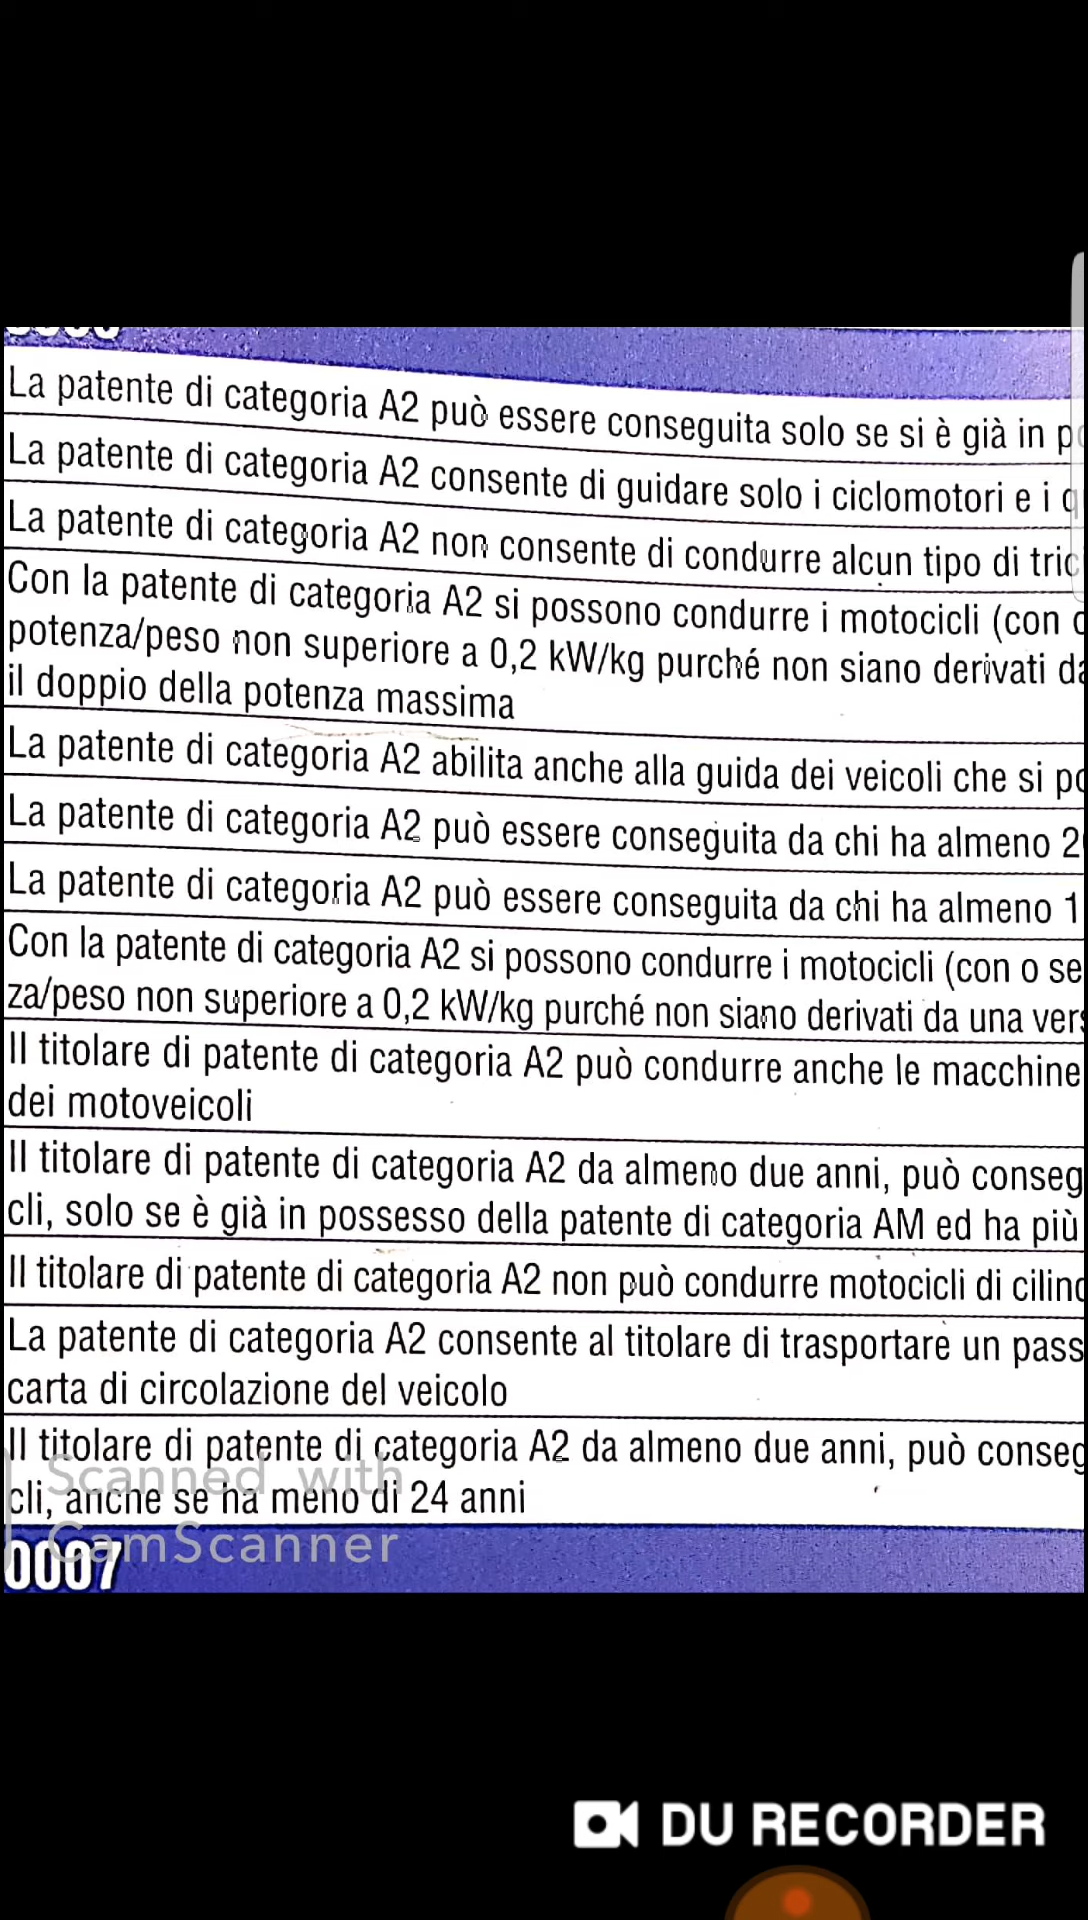 La patente di categoria A2 può essere conseguita solo se si è già in
La patente di categoria A2 consente di guidare solo i ciclomotori e i
La patente di categoria A2 non consente di condurre alcun tipo di tric
Con la patente di categoria A2 si possono condurre i motocicli (con
potenza/peso non superiore a 0,2 kW/kg purché non siano derivati da
il doppio della potenza massima
La patente di categoria A2 abilita anche alla guida dei veicoli che si po
La patente di categoria A2 può essere conseguita da chi ha almeno 2
La patente di categoria A2 può essere conseguita da chi ha almeno 1
Con la patente di categoria A2 si possono condurre i motocicli (con o se
za/peso non superiore a 0,2 kW/kg purché non siano derivati da una vers
Il titolare di patente di categoria A2 può condurre anche le macchine
dei motoveicoli
Il titolare di patente di categoria A2 da almeno due anni, può conseg
cli, solo se è già in possesso della patente di categoria AM ed ha più
Il titolare di patente di categoria A2 non può condurre motocicli di cilind
La patente di categoria A2 consente al titolare di trasportare un pass
carta di circolazione del veicolo
Il titolare di patente di categoria A2 da almeno due anni, può conseg
cli, anche se ha meno di 24 anni
Scanned with
CamScanner
0007
DU RECORDER